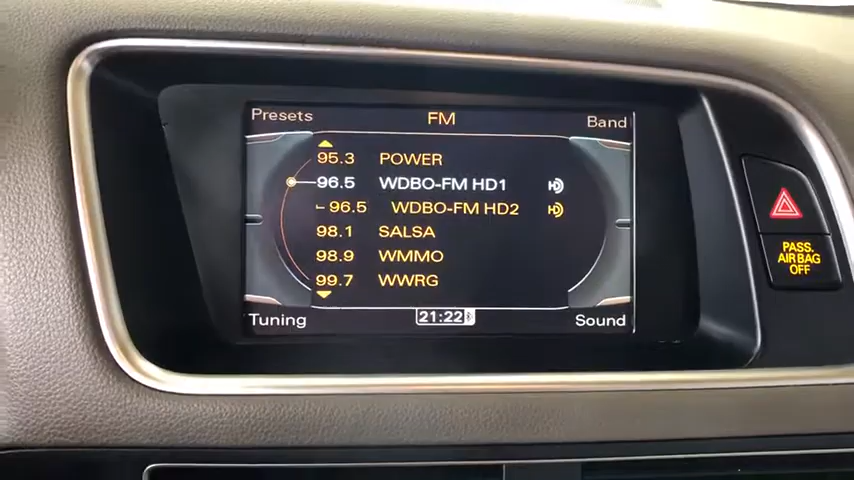 Presets FM Band
95.3 POWER
96.5 WDBO-FM HD1
96.5 WDBO-FM HD2
98.1 SALSA
98.9 WMMO
99.7 WWRG
Tuning 21:22 Sound
PASS.
AIR BAG
OFF